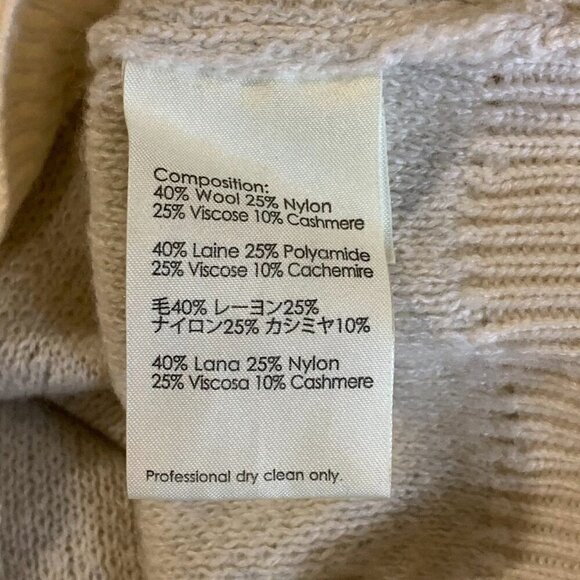 Composition:
40% Wool 25% Nylon
25% Viscose 10% Cashmere
40% Laine 25% Polyamide
25% Viscose 10% Cachemire
毛40% レーヨン25%
ナイロン25% カシミヤ10%
40% Lana 25% Nylon
25% Viscosa 10% Cashmere
Professional dry clean only.